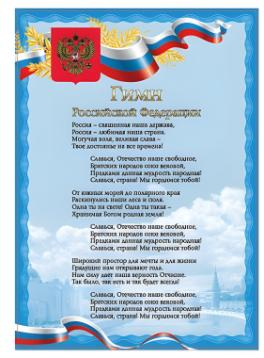 Гимн
Российской Федерации
Россия – священная наша держава,
Россия – любимая наша страна.
Могучая воля, великая слава –
Твое достоянье на все времена!
Славься, Отечество наше свободное,
Братских народов союз вековой,
Предками данная мудрость народная!
Славься, страна! Мы гордимся тобой!
От южных морей до полярного края
Раскинулись наши леса и поля.
Одна ты на свете! Одна ты такая –
Хранимая Богом родная земля!
Славься, Отечество наше свободное,
Братских народов союз вековой,
Предками данная мудрость народная!
Славься, страна! Мы гордимся тобой!
Широкий простор для мечты и для жизни
Грядущие нам открывают года.
Нам силу даёт наша верность Отчизне.
Так было, так есть и так будет всегда!
Славься, Отечество наше свободное,
Братских народов союз вековой,
Предками данная мудрость народная!
Славься, страна! Мы гордимся тобой!